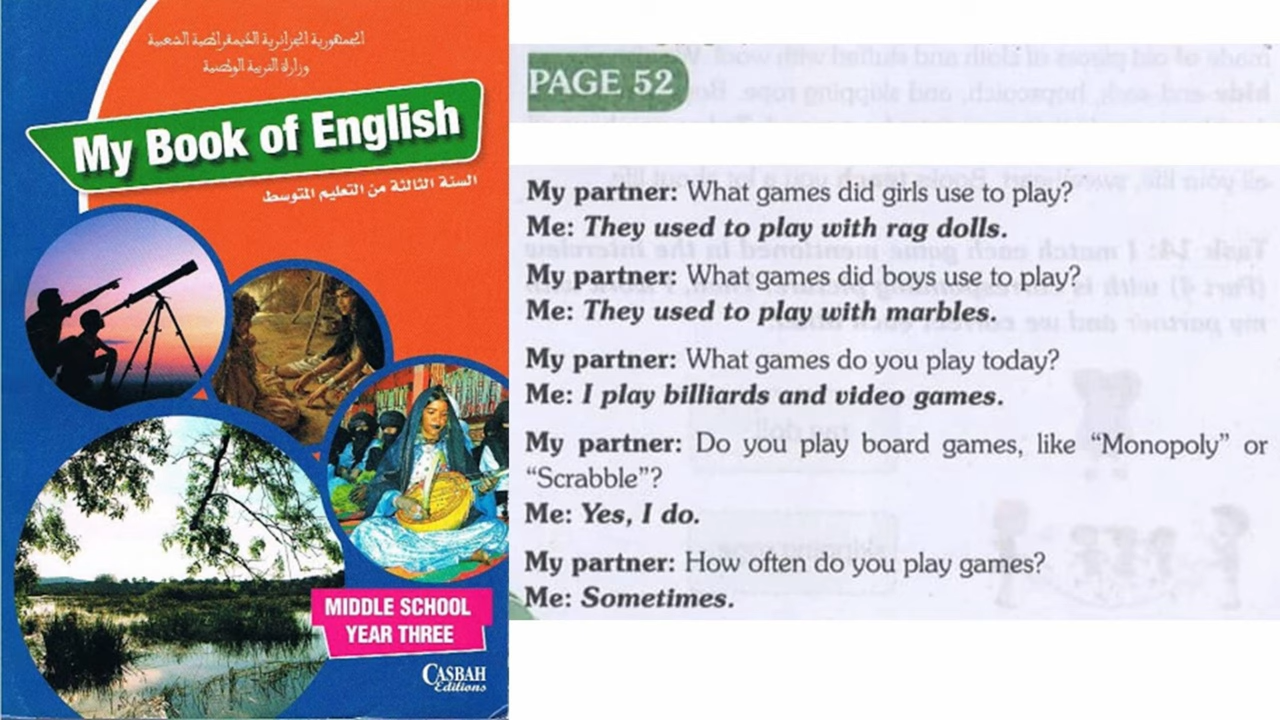 الجمهورية الجزائرية الديمقراطية الشعبية
وزارة التربية الوطنية
My Book of English
السنة الثالثة من التعليم المتوسط
MIDDLE SCHOOL
YEAR THREE
CASBAH
Editions
PAGE 52
My partner: What games did girls use to play?
Me: They used to play with rag dolls.
My partner: What games did boys use to play?
Me: They used to play with marbles.
My partner: What games do you play today?
Me: I play billiards and video games.
My partner: Do you play board games, like “Monopoly” or
“Scrabble”?
Me: Yes, I do.
My partner: How often do you play games?
Me: Sometimes.